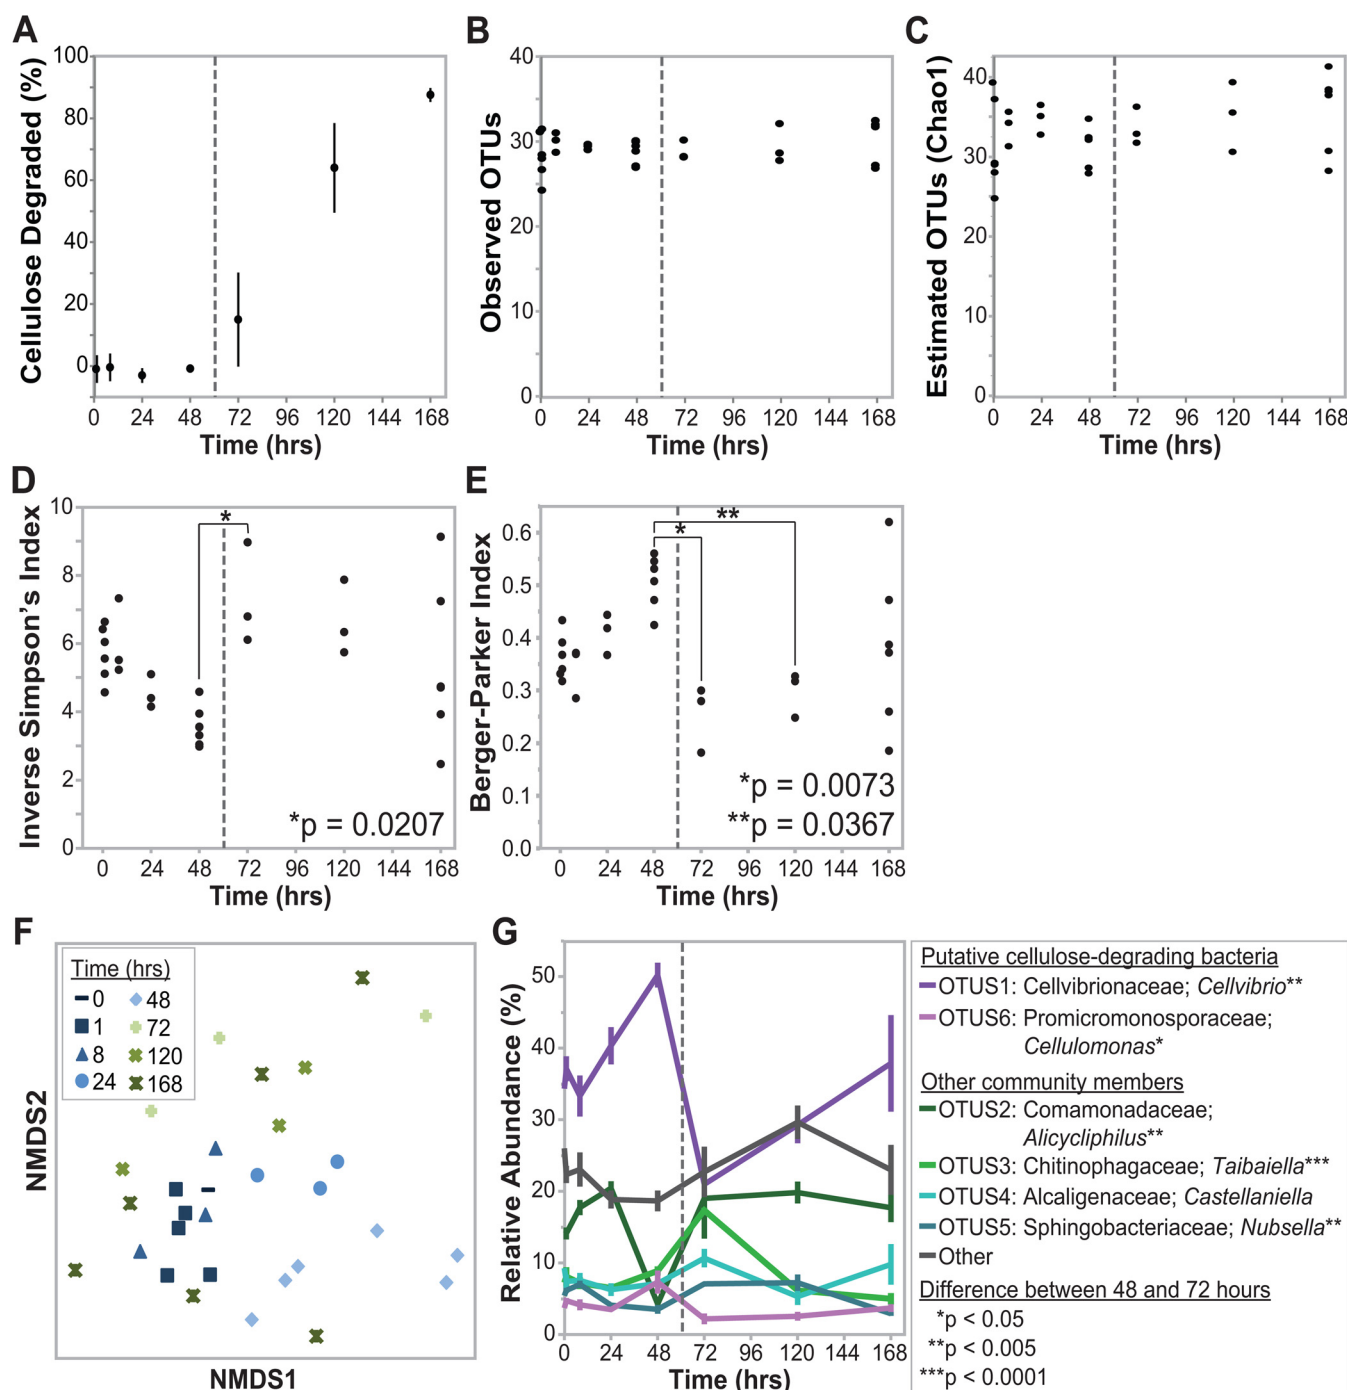 A
Cellulose Degraded (%)
100
80
60
40
20
0
0 24 48 72 96 120 144 168
Time (hrs)
B
Observed OTUs
40
30
20
10
0
0 24 48 72 96 120 144 168
Time (hrs)
C
Estimated OTUs (Chao1)
40
30
20
10
0
0 24 48 72 96 120 144 168
Time (hrs)
D
Inverse Simpson's Index
10
8
6
4
2
0
*
*p = 0.0207
0 24 48 72 96 120 144 168
Time (hrs)
E
Berger-Parker Index
0.6
0.5
0.4
0.3
0.2
0.1
0.0
**
*
*p = 0.0073
**p = 0.0367
0 24 48 72 96 120 144 168
Time (hrs)
F
NMDS2
Time (hrs)
0 48
1 72
8 120
24 168
NMDS1
G
Relative Abundance (%)
50
40
30
20
10
0
0 24 48 72 96 120 144 168
Time (hrs)
Putative cellulose-degrading bacteria
OTUS1: Cellvibrionaceae; Cellvibrio**
OTUS6: Promicromonosporaceae;
Cellulomonas*
Other community members
OTUS2: Comamonadaceae;
Alicycliphilus**
OTUS3: Chitinophagaceae; Taibaiella***
OTUS4: Alcaligenaceae; Castellaniella
OTUS5: Sphingobacteriaceae; Nubsella**
Other
Difference between 48 and 72 hours
*p < 0.05
**p < 0.005
***p < 0.0001